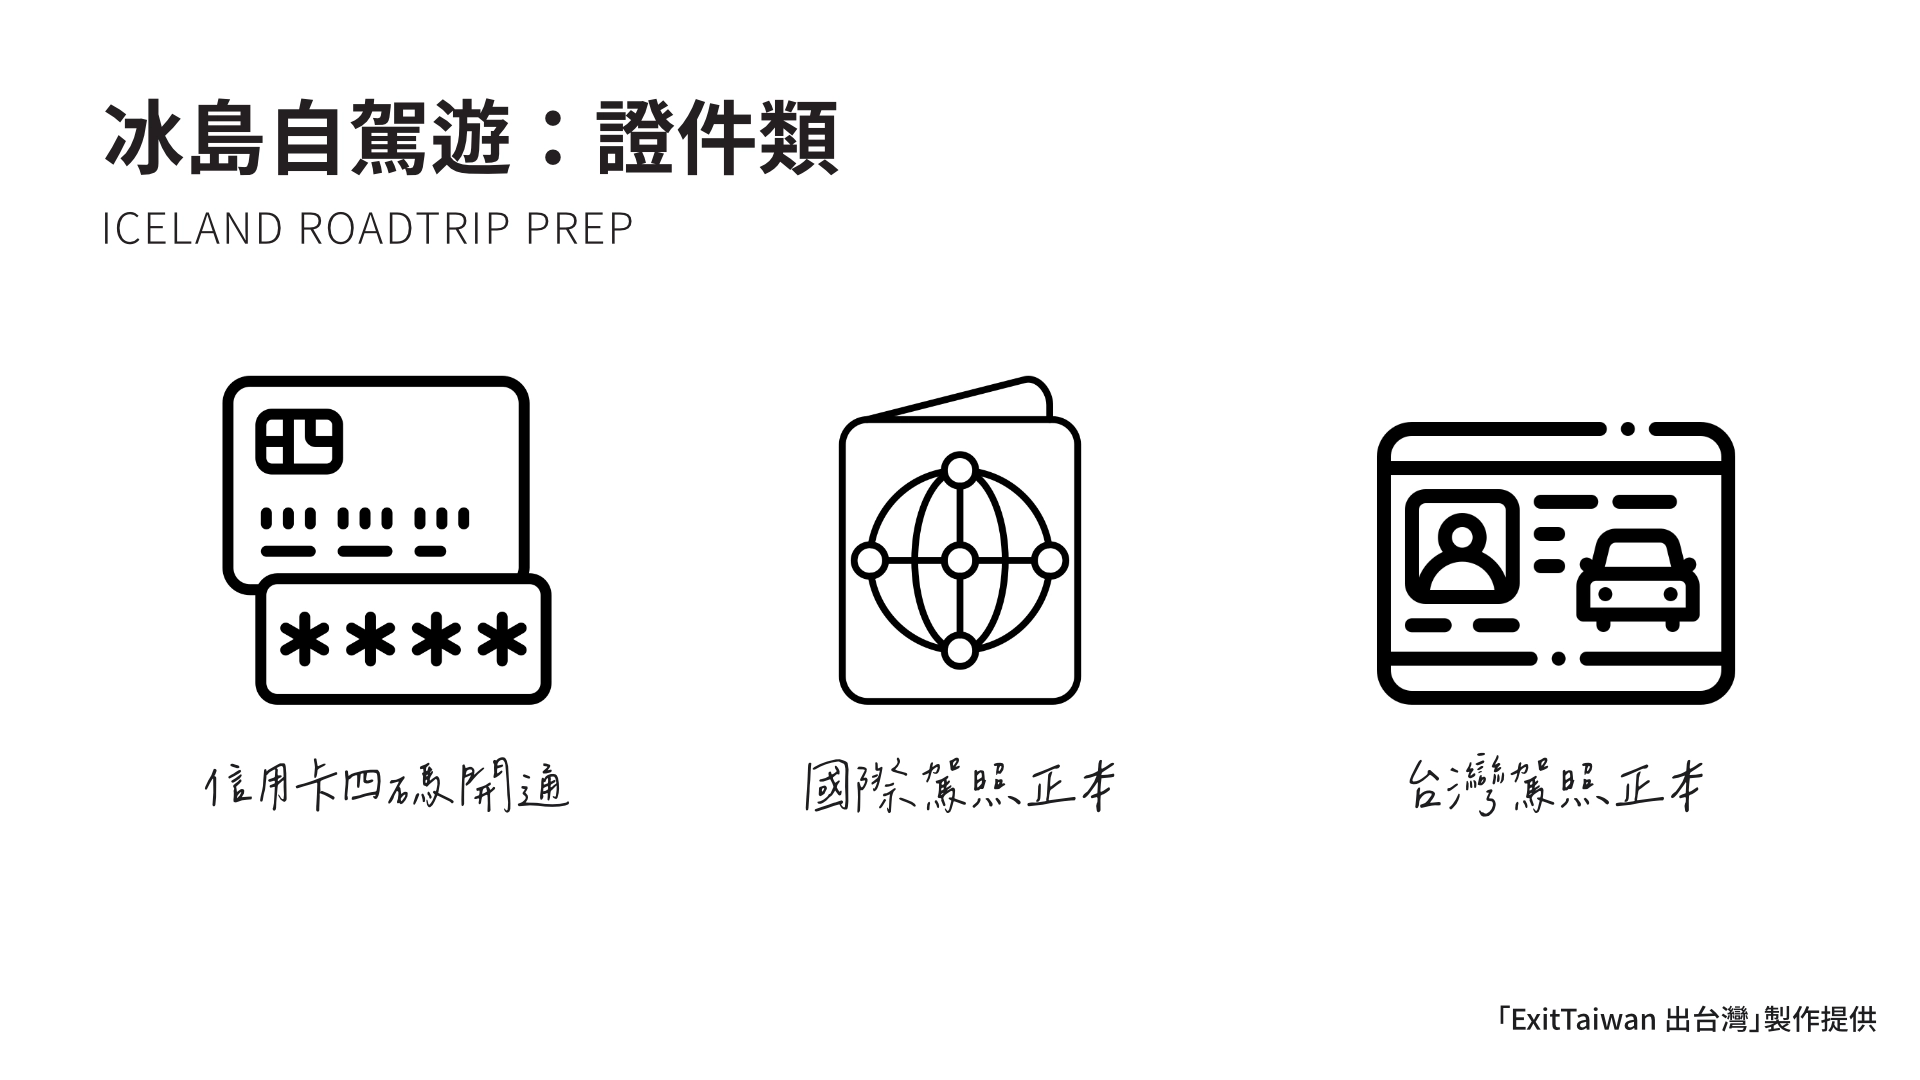 冰島自駕遊：證件類
ICELAND ROADTRIP PREP
****
信用卡四碼開通
國際駕照正本
台灣駕照正本
「ExitTaiwan 出台灣」製作提供